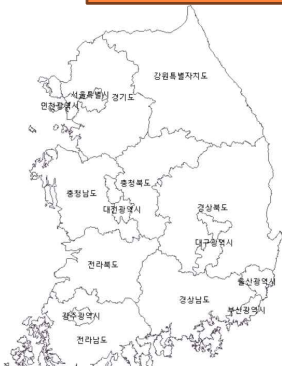 강원특별자치도
서울특별시
경기도
인천광역시
충청북도
충청남도
대전광역시
경상북도
대구광역시
전라북도
울산광역시
경상남도
부산광역시
광주광역시
전라남도